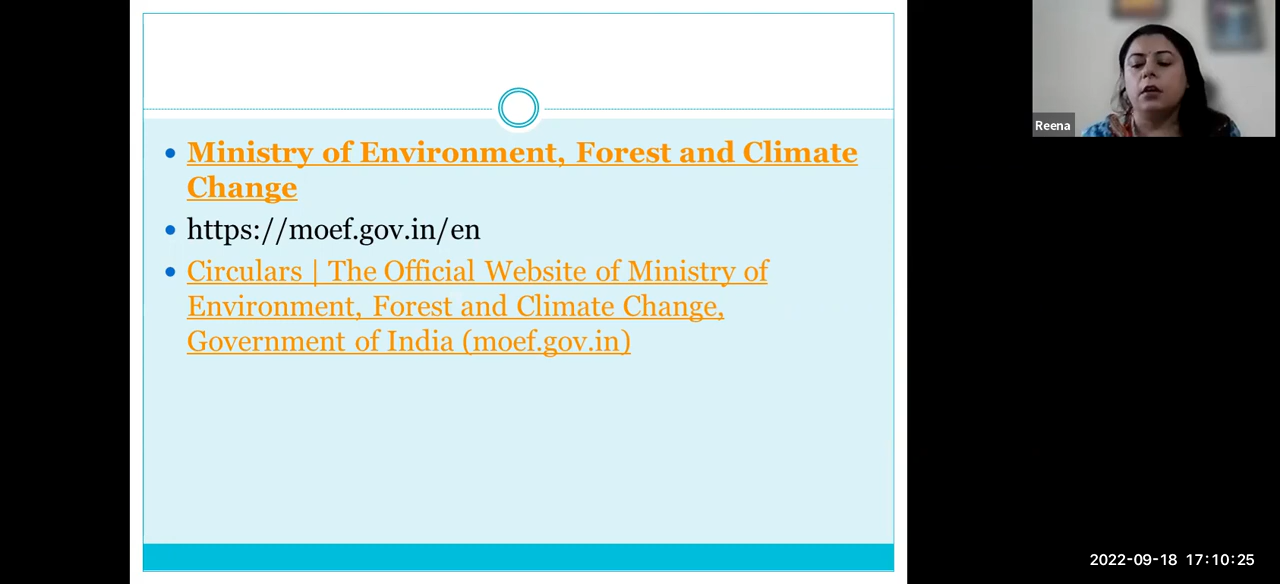 Ministry of Environment, Forest and Climate
Change
https://moef.gov.in/en
Circulars | The Official Website of Ministry of
Environment, Forest and Climate Change,
Government of India (moef.gov.in)
Reena
2022-09-18 17:10:25